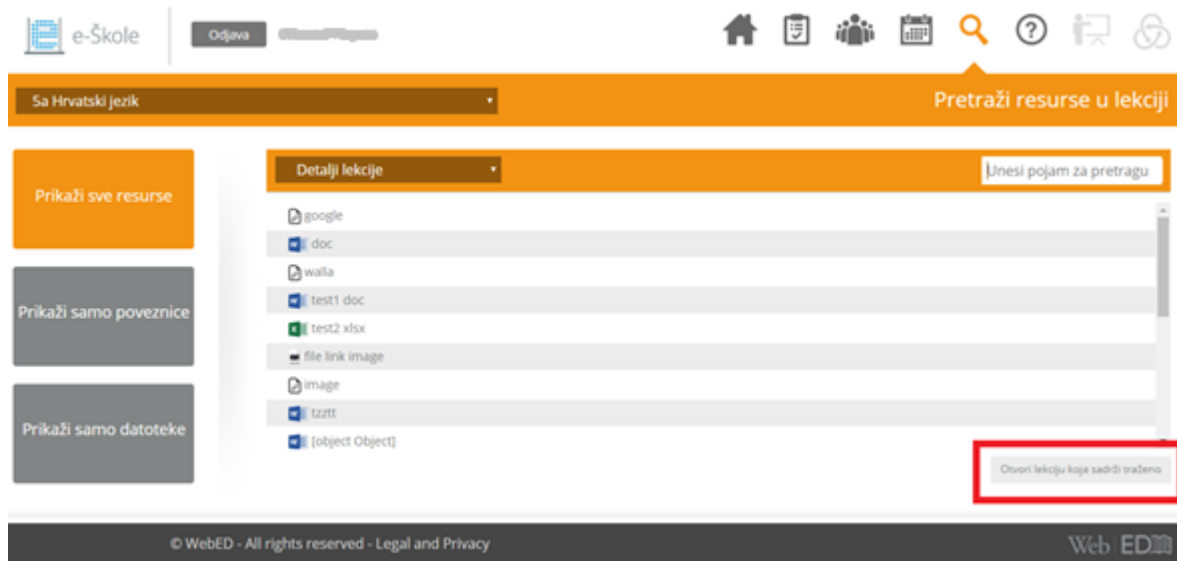 e-Škole
Odjava
Sa Hrvatski jezik
Pretraži resurse u lekciji
Prikaži sve resurse
Detalji lekcije
Unesi pojam za pretragu
google
doc
walla
Prikaži samo poveznice
test1 doc
test2 xlsx
file link image
image
Prikaži samo datoteke
tzztt
[object Object]
Otvori lekciju koja sadrži traženo
© WebED - All rights reserved - Legal and Privacy
Web EDU